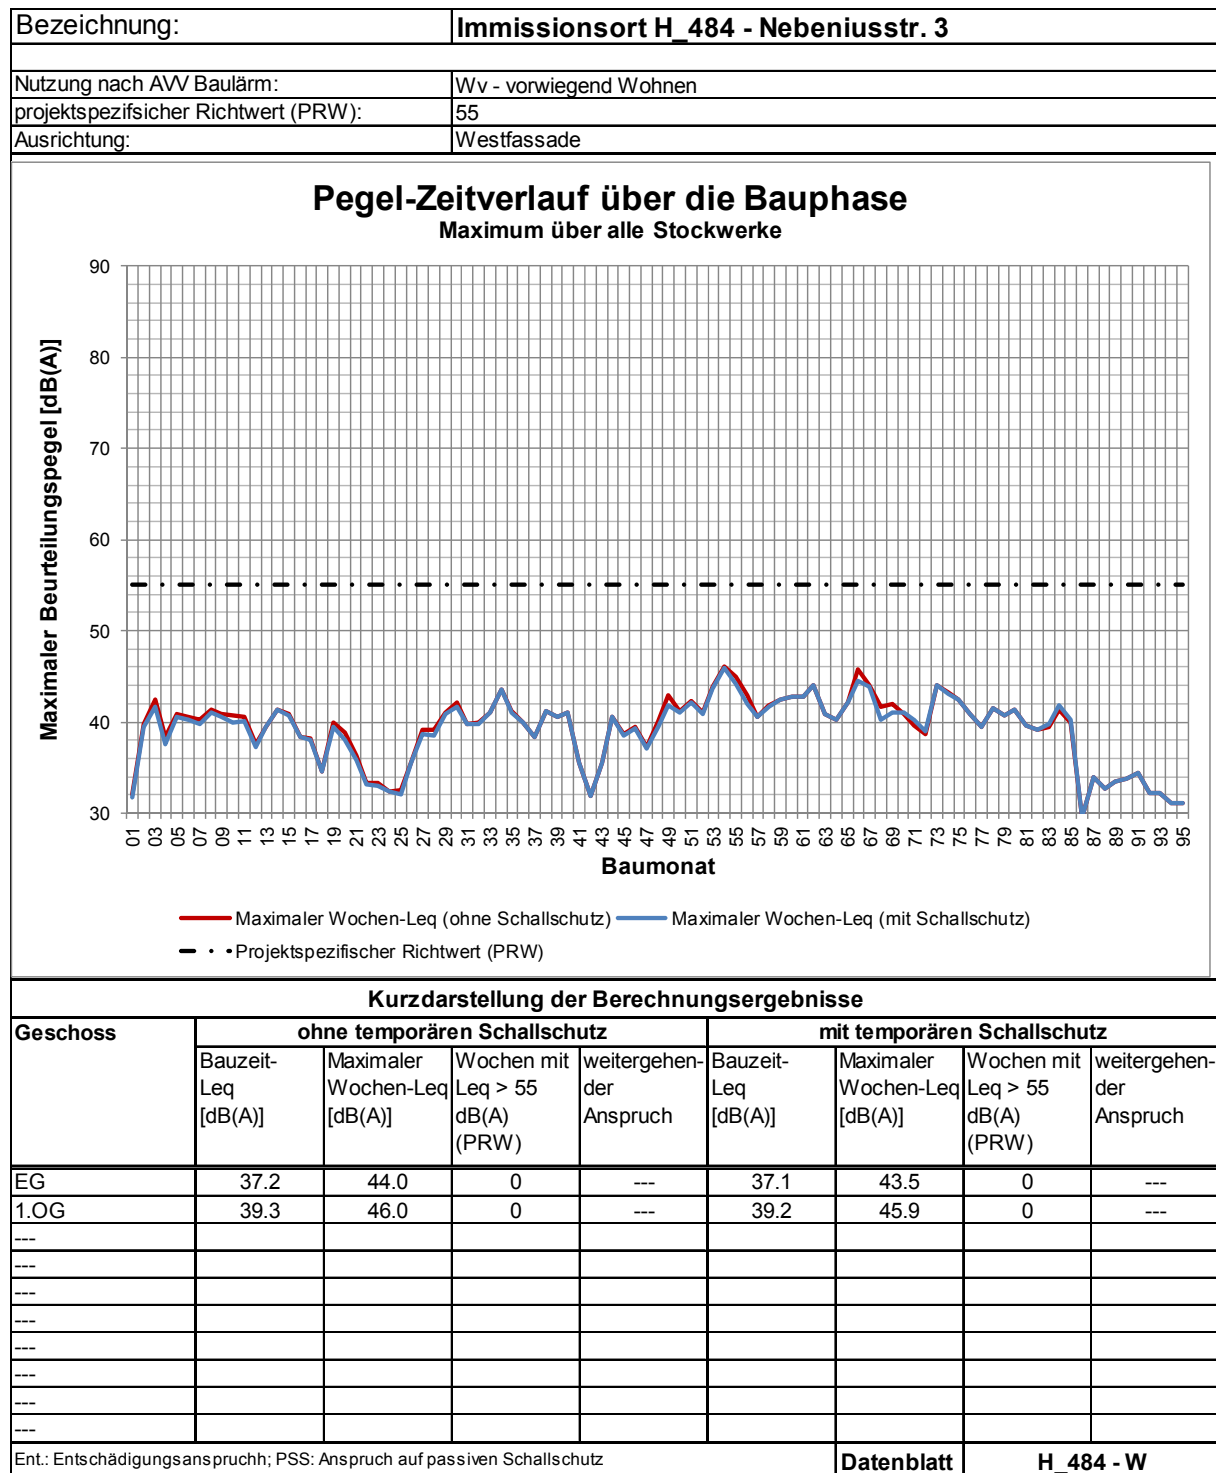 Bezeichnung: Immissionsort H_484 - Nebeniusstr. 3
Nutzung nach AVV Baulärm: Wv - vorwiegend Wohnen
projektspezifsicher Richtwert (PRW): 55
Ausrichtung: Westfassade
Pegel-Zeitverlauf über die Bauphase
Maximum über alle Stockwerke
Maximaler Beurteilungspegel [dB(A)]
90
80
70
60
50
40
30
01 03 05 07 09 11 13 15 17 19 21 23 25 27 29 31 33 35 37 39 41 43 45 47 49 51 53 55 57 59 61 63 65 67 69 71 73 75 77 79 81 83 85 87 89 91 93 95
Baumonat
Maximaler Wochen-Leq (ohne Schallschutz) Maximaler Wochen-Leq (mit Schallschutz)
Projektspezifischer Richtwert (PRW)
Kurzdarstellung der Berechnungsergebnisse
Geschoss ohne temporären Schallschutz mit temporären Schallschutz
Bauzeit- Maximaler Wochen mit weitergehen- Bauzeit- Maximaler Wochen mit weitergehen-
Leq Wochen-Leq Leq > 55 der Leq Wochen-Leq Leq > 55 der
[dB(A)] [dB(A)] dB(A) Anspruch [dB(A)] [dB(A)] dB(A) Anspruch
(PRW) (PRW)
EG 37.2 44.0 0 --- 37.1 43.5 0 ---
1.OG 39.3 46.0 0 --- 39.2 45.9 0 ---
---
---
---
---
---
---
---
---
Ent.: Entschädigungsanspruchh; PSS: Anspruch auf passiven Schallschutz Datenblatt H_484 - W